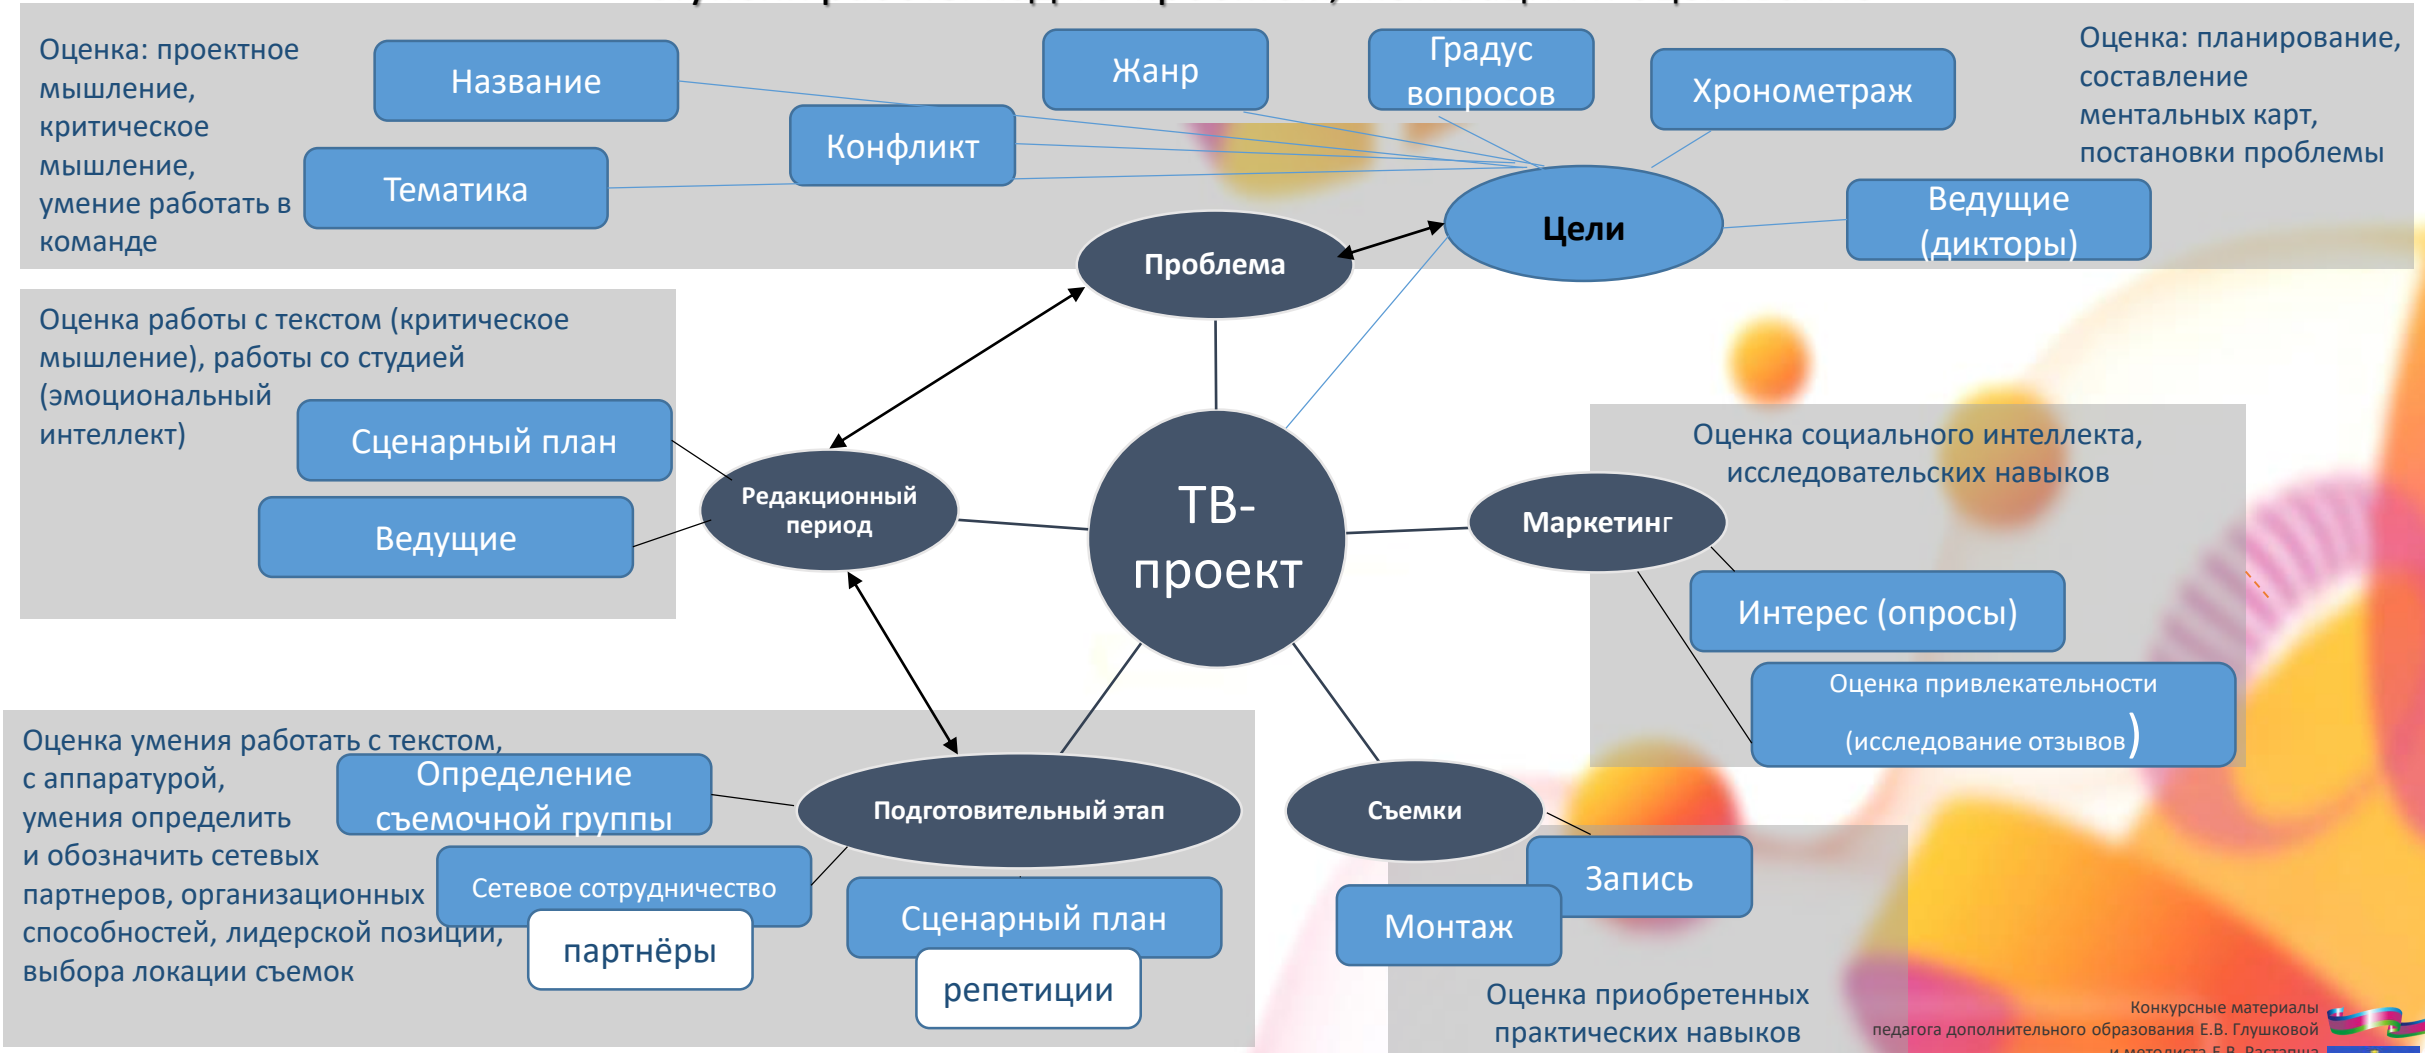 Оценка: проектное
мышление,
критическое
мышление,
умение работать в
команде
Название
Тематика
Конфликт
Жанр
Градус
вопросов
Хронометраж
Оценка: планирование,
составление
ментальных карт,
постановки проблемы
Ведущие
(дикторы)
Цели
Проблема
Оценка работы с текстом (критическое
мышление), работы со студией
(эмоциональный
интеллект)
Сценарный план
Ведущие
Редакционный
период
ТВ-
проект
Оценка социального интеллекта,
исследовательских навыков
Маркетинг
Интерес (опросы)
Оценка привлекательности
(исследование отзывов)
Оценка умения работать с текстом,
с аппаратурой,
умения определить
и обозначить сетевых
партнеров, организационных
способностей, лидерской позиции,
выбора локации съемок
Определение
съемочной группы
Сетевое сотрудничество
партнёры
Подготовительный этап
Сценарный план
репетиции
Съемки
Запись
Монтаж
Оценка приобретенных
практических навыков
Конкурсные материалы
педагога дополнительного образования Е.В. Глушковой
и методиста Е.В. Растапша